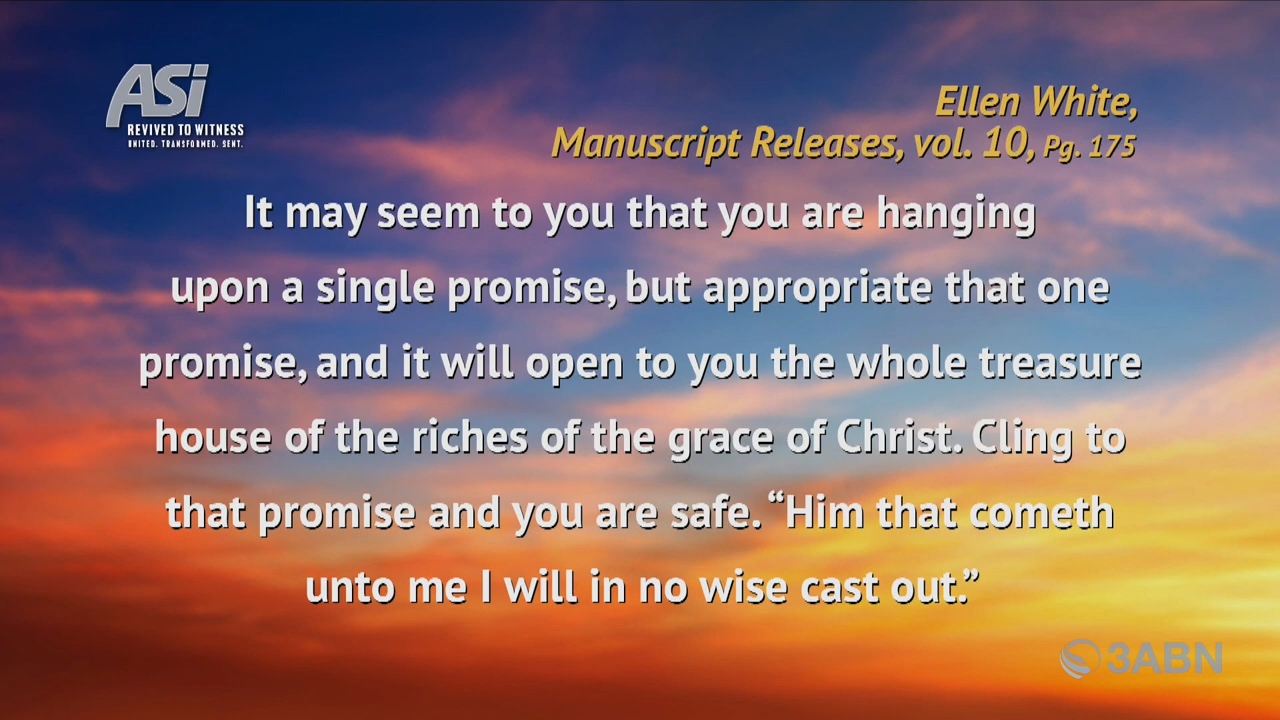 ASi
REVIVED TO WITNESS
UNITED. TRANSFORMED. SENT.
Ellen White,
Manuscript Releases, vol. 10, Pg. 175
It may seem to you that you are hanging
upon a single promise, but appropriate that one
promise, and it will open to you the whole treasure
house of the riches of the grace of Christ. Cling to
that promise and you are safe. “Him that cometh
unto me I will in no wise cast out.”
3ABN